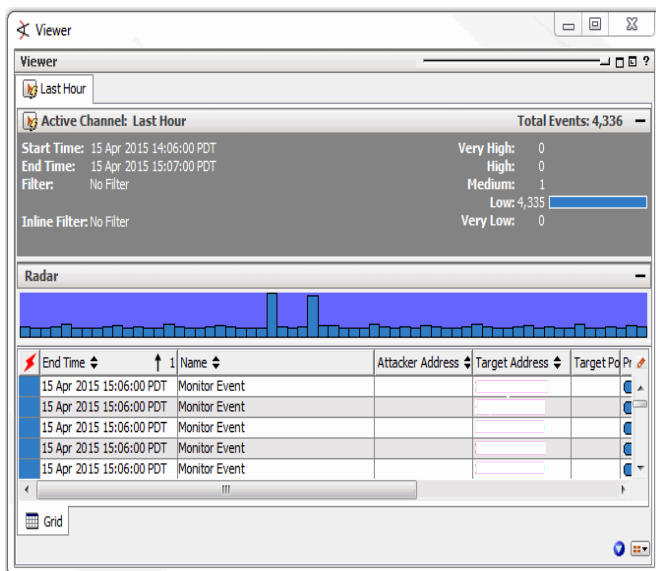 Viewer
Viewer
?
Last Hour
Active Channel: Last Hour Total Events: 4,336
Start Time: 15 Apr 2015 14:06:00 PDT Very High: 0
End Time: 15 Apr 2015 15:07:00 PDT High: 0
Filter: No Filter Medium: 1
Low: 4,335
Inline Filter: No Filter Very Low: 0
Radar
End Time 1 Name Attacker Address Target Address Target Po Pr
15 Apr 2015 15:06:00 PDT Monitor Event
15 Apr 2015 15:06:00 PDT Monitor Event
15 Apr 2015 15:06:00 PDT Monitor Event
15 Apr 2015 15:06:00 PDT Monitor Event
15 Apr 2015 15:06:00 PDT Monitor Event
Grid